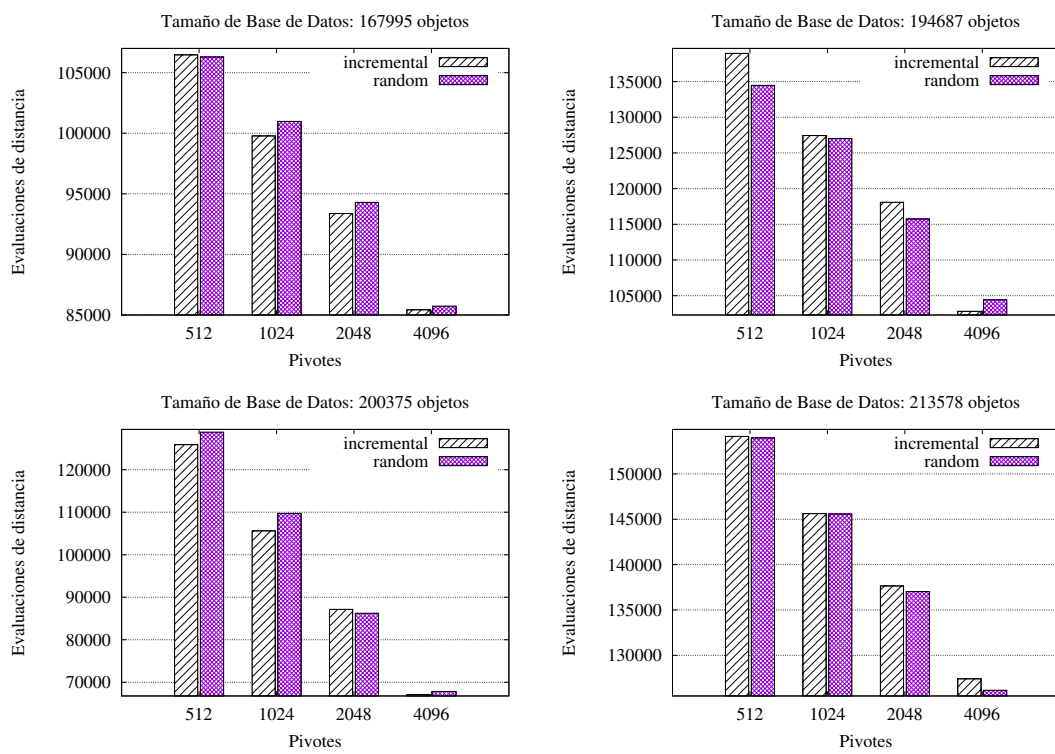 Tamaño de Base de Datos: 167995 objetos
Evaluaciones de distancia
105000
100000
95000
90000
85000
incremental
random
512 1024 2048 4096
Pivotes
Tamaño de Base de Datos: 194687 objetos
Evaluaciones de distancia
135000
130000
125000
120000
115000
110000
105000
incremental
random
512 1024 2048 4096
Pivotes
Tamaño de Base de Datos: 200375 objetos
Evaluaciones de distancia
120000
110000
100000
90000
80000
70000
incremental
random
512 1024 2048 4096
Pivotes
Tamaño de Base de Datos: 213578 objetos
Evaluaciones de distancia
150000
145000
140000
135000
130000
incremental
random
512 1024 2048 4096
Pivotes